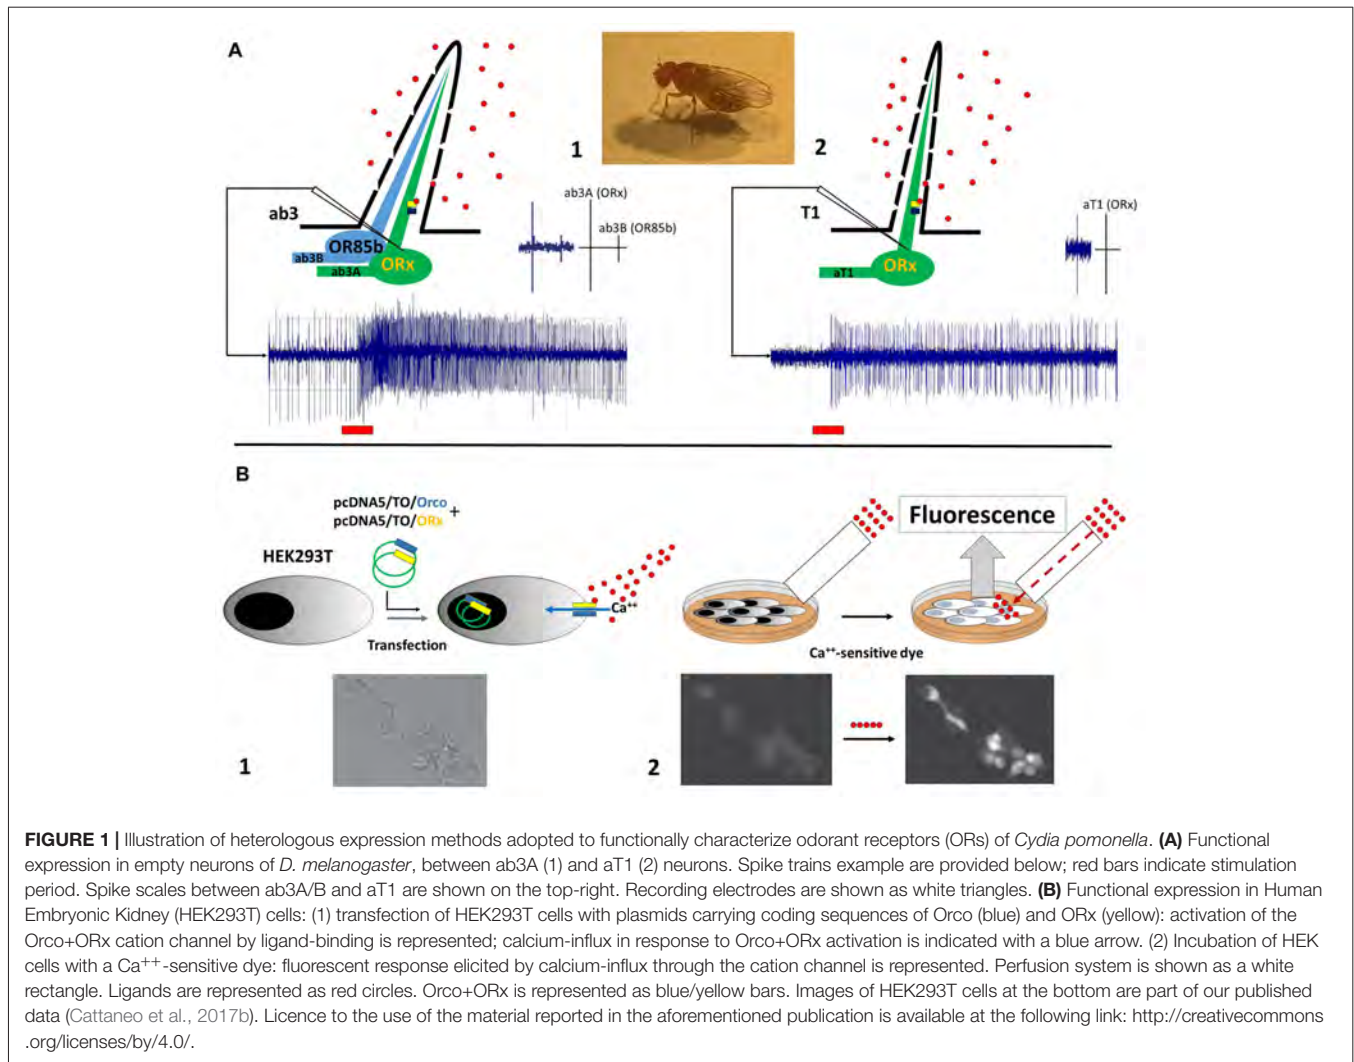 A
1
2
ab3A (ORx)
ab3B (OR85b)
ab3
OR85b
ab3B
ab3A
ORx
T1
aT1 (ORx)
ORx
aT1
B
pcDNA5/TO/Orco
pcDNA5/TO/ORx
+
HEK293T
Transfection
Ca++
Fluorescence
Ca++-sensitive dye
1
2
FIGURE 1 | Illustration of heterologous expression methods adopted to functionally characterize odorant receptors (ORs) of Cydia pomonella. (A) Functional
expression in empty neurons of D. melanogaster, between ab3A (1) and aT1 (2) neurons. Spike trains example are provided below; red bars indicate stimulation
period. Spike scales between ab3A/B and aT1 are shown on the top-right. Recording electrodes are shown as white triangles. (B) Functional expression in Human
Embryonic Kidney (HEK293T) cells: (1) transfection of HEK293T cells with plasmids carrying coding sequences of Orco (blue) and ORx (yellow): activation of the
Orco+ORx cation channel by ligand-binding is represented; calcium-influx in response to Orco+ORx activation is indicated with a blue arrow. (2) Incubation of HEK
cells with a Ca++-sensitive dye: fluorescent response elicited by calcium-influx through the cation channel is represented. Perfusion system is shown as a white
rectangle. Ligands are represented as red circles. Orco+ORx is represented as blue/yellow bars. Images of HEK293T cells at the bottom are part of our published
data (Cattaneo et al., 2017b). Licence to the use of the material reported in the aforementioned publication is available at the following link: http://creativecommons
.org/licenses/by/4.0/.